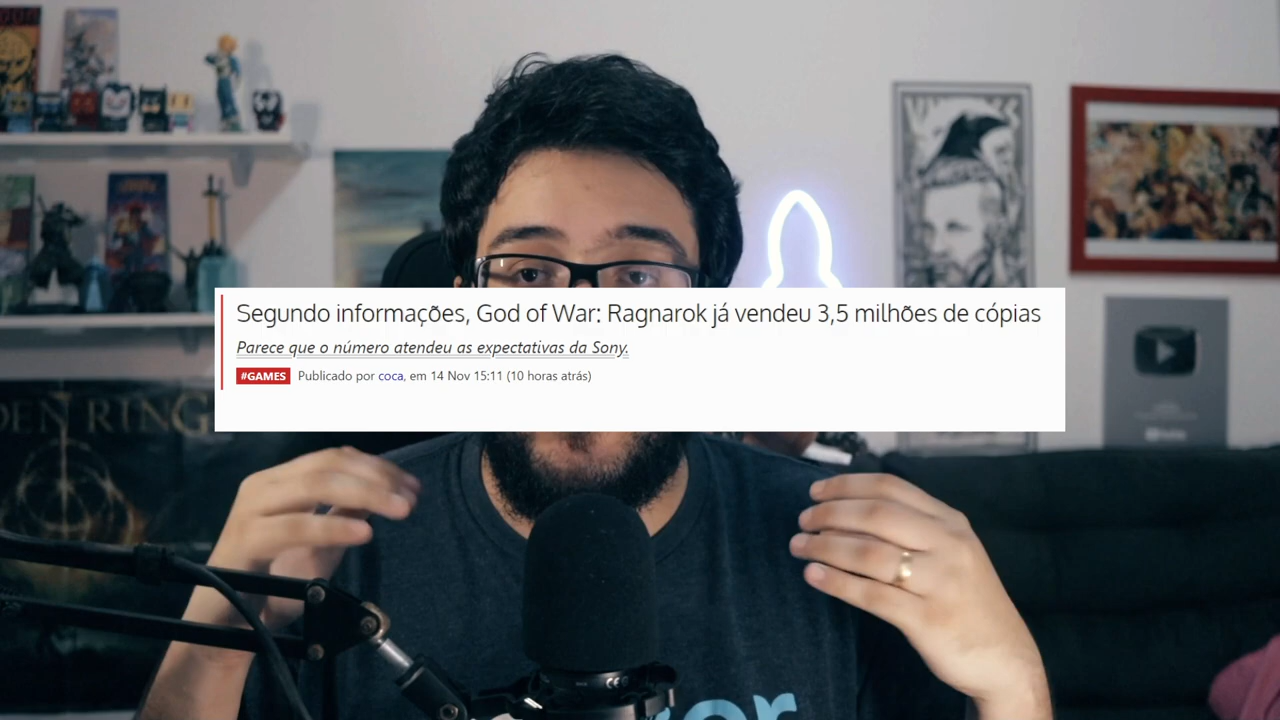 Segundo informações, God of War: Ragnarok já vendeu 3,5 milhões de cópias
Parece que o número atendeu as expectativas da Sony.
#GAMES Publicado por coca, em 14 Nov 15:11 (10 horas atrás)
DEN RING